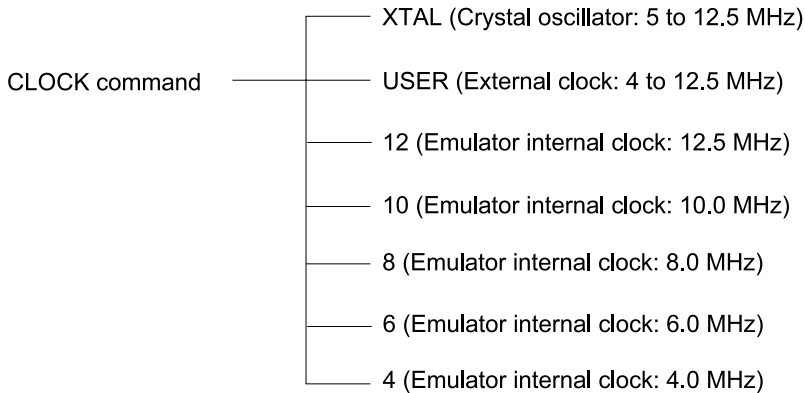 XTAL (Crystal oscillator: 5 to 12.5 MHz)
CLOCK command
USER (External clock: 4 to 12.5 MHz)
12 (Emulator internal clock: 12.5 MHz)
10 (Emulator internal clock: 10.0 MHz)
8 (Emulator internal clock: 8.0 MHz)
6 (Emulator internal clock: 6.0 MHz)
4 (Emulator internal clock: 4.0 MHz)